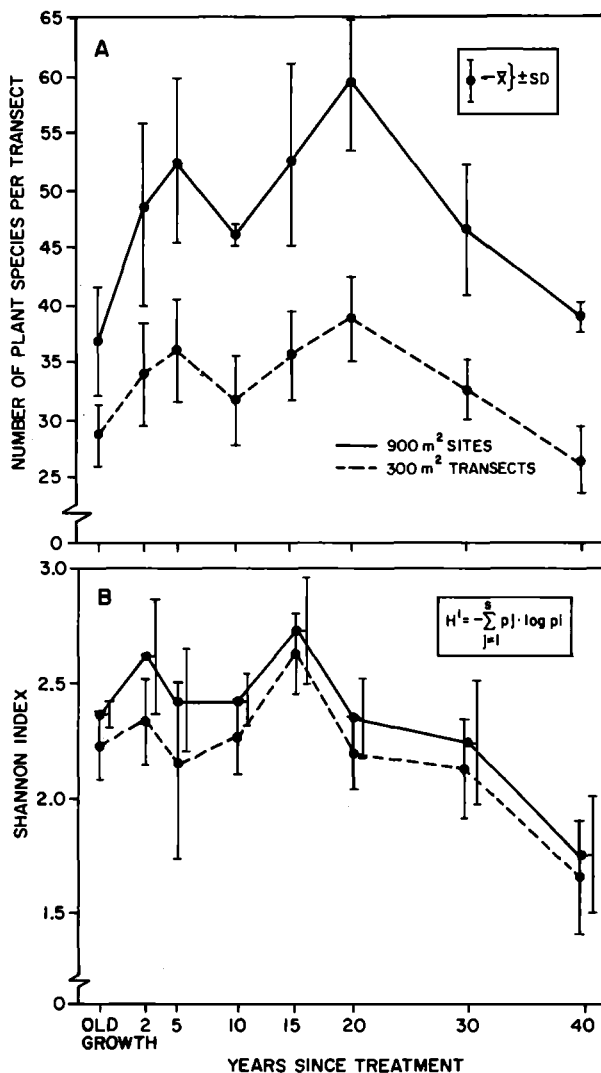 65
60
55
50
45
40
35
30
25
0
NUMBER OF PLANT SPECIES PER TRANSECT
A
X̅ } ± SD
900 m² SITES
300 m² TRANSECTS
3.0
2.5
2.0
1.5
0
SHANNON INDEX
B
H' = -∑ pj · log pi
s
j=1
OLD GROWTH 2 5 10 15 20 30 40
YEARS SINCE TREATMENT